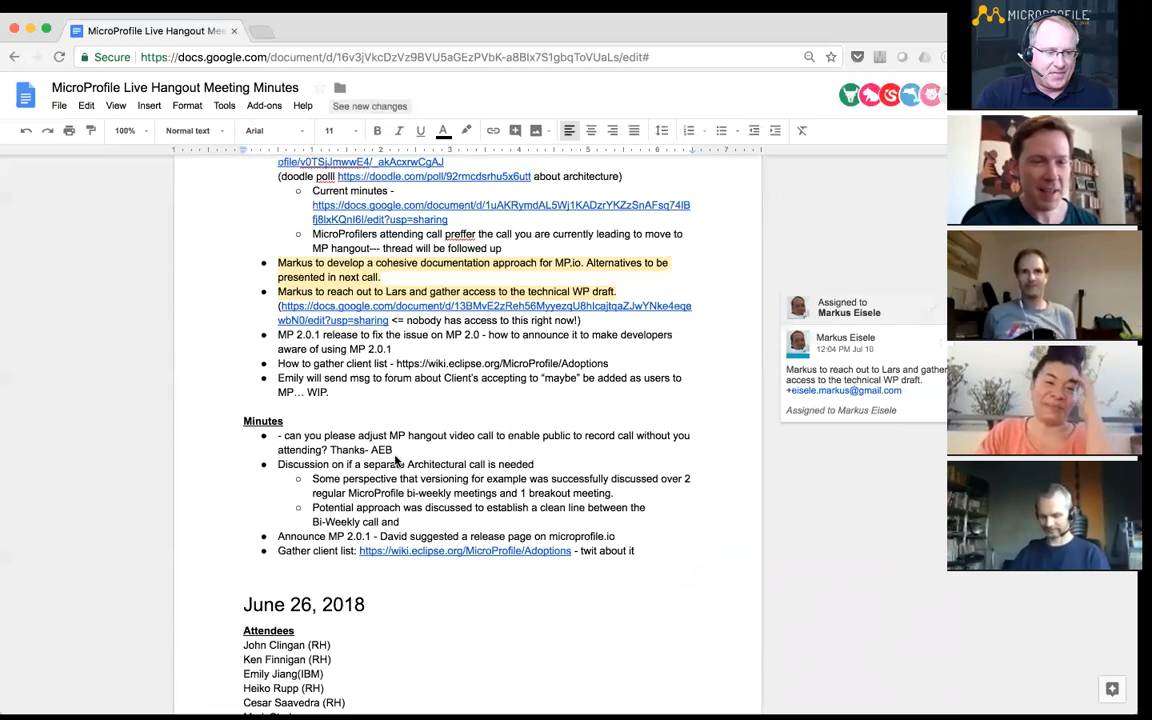 MicroProfile Live Hangout Mee
Secure
https://docs.google.com/document/d/16v3jVkcDzVz9BVU5aGEzPVbK-a8Blx7S1gbqToVUaLs/edit#
MicroProfile Live Hangout Meeting Minutes
File Edit View Insert Format Tools Add-ons Help See new changes
100% Normal text Arial 11
1 1 2 3 4 5 6 7
ofile/v0TSjJmwwE4/_akAcxrwCgAJ
(doodle polll https://doodle.com/poll/92rmcdsrhu5x6utt about architecture)
Current minutes -
https://docs.google.com/document/d/1uAKRymdAL5Wj1KADzrYKZzSnAFsq74lB
fj8lxKQnI6I/edit?usp=sharing
MicroProfilers attending call preffer the call you are currently leading to move to
MP hangout--- thread will be followed up
Markus to develop a cohesive documentation approach for MP.io. Alternatives to be
presented in next call.
Markus to reach out to Lars and gather access to the technical WP draft.
(https://docs.google.com/document/d/13BMvE2zReh56MyyezqU8hIcajtqaZJwYNke4eqe
wbN0/edit?usp=sharing <= nobody has access to this right now!)
MP 2.0.1 release to fix the issue on MP 2.0 - how to announce it to make developers
aware of using MP 2.0.1
How to gather client list - https://wiki.eclipse.org/MicroProfile/Adoptions
Emily will send msg to forum about Client's accepting to "maybe" be added as users to
MP… WIP.
Minutes
- can you please adjust MP hangout video call to enable public to record call without you
attending? Thanks- AEB
Discussion on if a separate Architectural call is needed
Some perspective that versioning for example was successfully discussed over 2
regular MicroProfile bi-weekly meetings and 1 breakout meeting.
Potential approach was discussed to establish a clean line between the
Bi-Weekly call and
Announce MP 2.0.1 - David suggested a release page on microprofile.io
Gather client list: https://wiki.eclipse.org/MicroProfile/Adoptions - twit about it
June 26, 2018
Attendees
John Clingan (RH)
Ken Finnigan (RH)
Emily Jiang(IBM)
Heiko Rupp (RH)
Cesar Saavedra (RH)
Assigned to
Markus Eisele
Markus Eisele
12:04 PM Jul 10
Markus to reach out to Lars and gather
access to the technical WP draft.
+eisele.markus@gmail.com
Assigned to Markus Eisele
MICROPROFILE